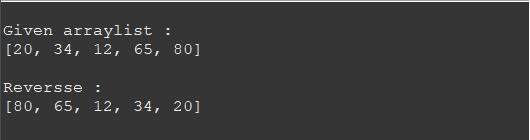 Given arraylist :
[20, 34, 12, 65, 80]
Reversse :
[80, 65, 12, 34, 20]